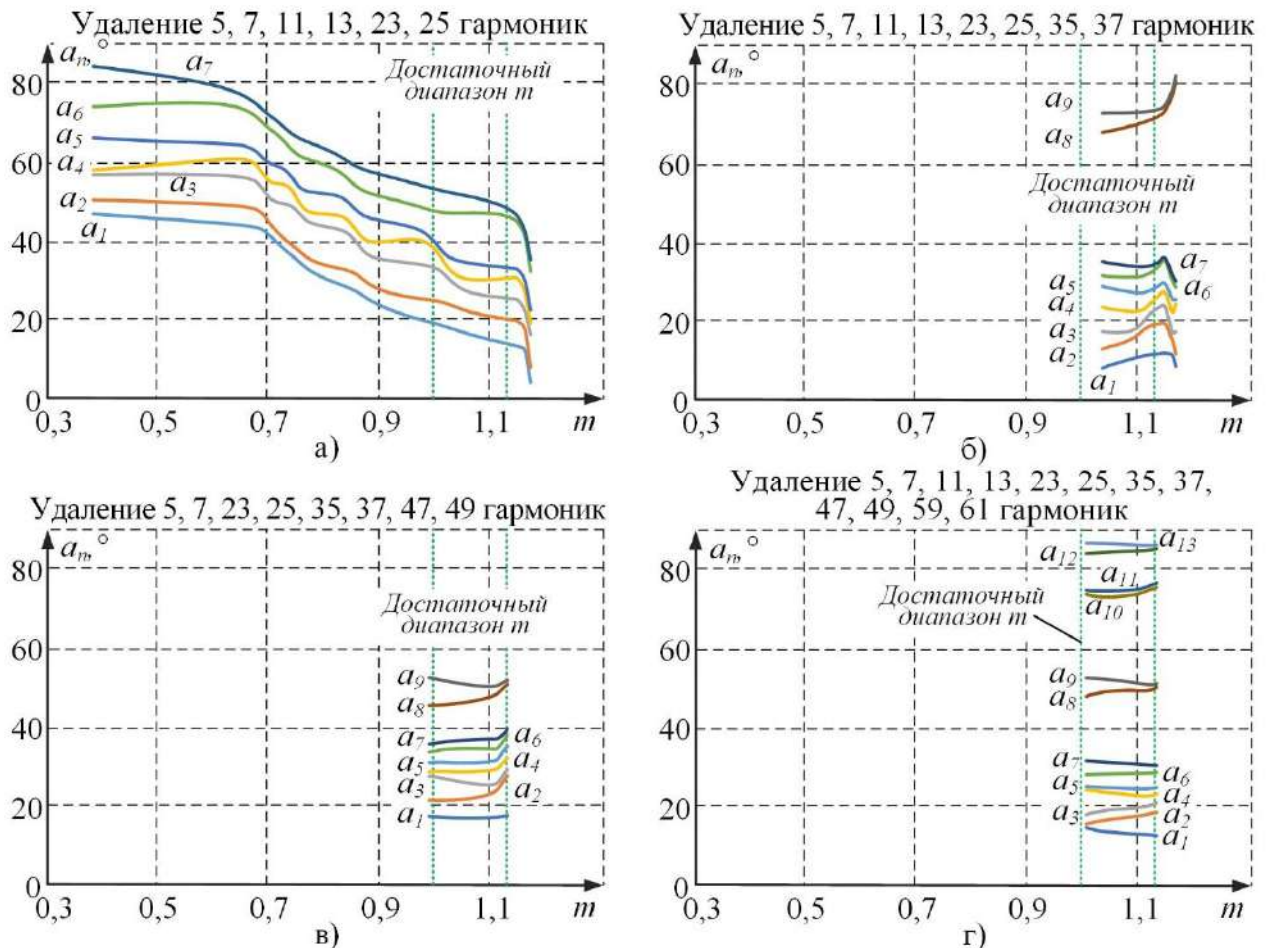 Удаление 5, 7, 11, 13, 23, 25 гармоник
aₙ,°
80
60
40
20
0
a₇
a₆
a₅
a₄
a₃
a₂
a₁
Достаточный
диапазон m
0,3 0,5 0,7 0,9 1,1 m
а)
Удаление 5, 7, 11, 13, 23, 25, 35, 37 гармоник
aₙ,°
80
60
40
20
0
a₉
a₈
Достаточный
диапазон m
a₇
a₆
a₅
a₄
a₃
a₂
a₁
0,3 0,5 0,7 0,9 1,1 m
б)
Удаление 5, 7, 23, 25, 35, 37, 47, 49 гармоник
aₙ,°
80
60
40
20
0
Достаточный
диапазон m
a₉
a₈
a₇ a₆
a₅ a₄
a₃ a₂
a₁
0,3 0,5 0,7 0,9 1,1 m
в)
Удаление 5, 7, 11, 13, 23, 25, 35, 37,
47, 49, 59, 61 гармоник
aₙ,°
80
60
40
20
0
a₁₂ a₁₃
a₁₁
a₁₀
Достаточный
диапазон m
a₉
a₈
a₇ a₆
a₅ a₄
a₃ a₂
a₁
0,3 0,5 0,7 0,9 1,1 m
г)